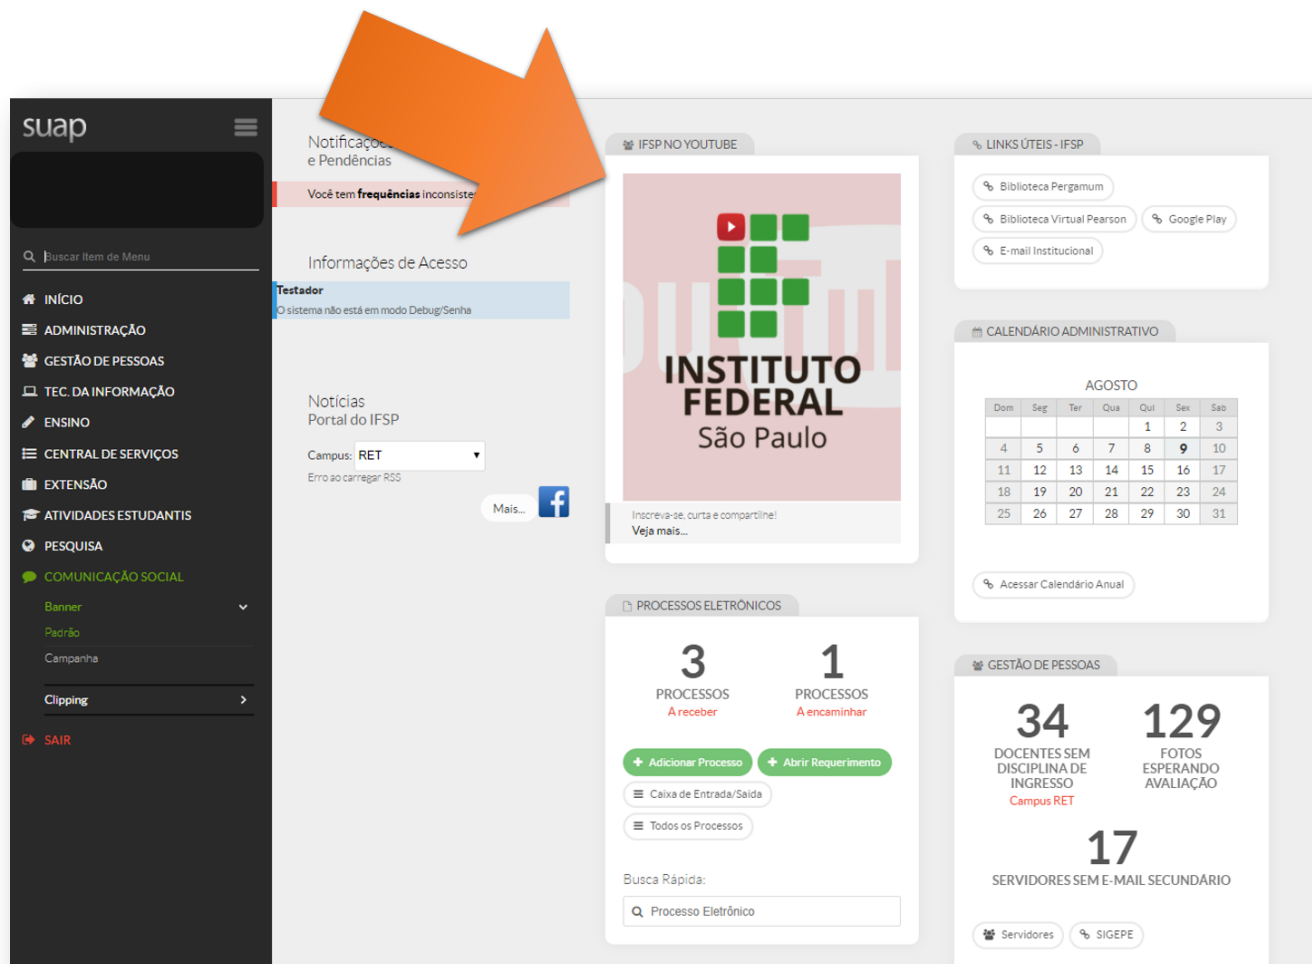 suap
Buscar Item de Menu
INÍCIO
ADMINISTRAÇÃO
GESTÃO DE PESSOAS
TEC. DA INFORMAÇÃO
ENSINO
CENTRAL DE SERVIÇOS
EXTENSÃO
ATIVIDADES ESTUDANTIS
PESQUISA
COMUNICAÇÃO SOCIAL
Banner
Padrão
Campanha
Clipping
SAIR
Notificações
e Pendências
Você tem frequências
Informações de Acesso
Testador
O sistema não está em modo Debug/Senha
Notícias
Portal do IFSP
Campus: RET
Erro ao carregar RSS
Mais...
IFSP NO YOUTUBE
INSTITUTO
FEDERAL
São Paulo
Inscreva-se, curta e compartilhe!
Veja mais...
PROCESSOS ELETRÔNICOS
3 1
PROCESSOS PROCESSOS
A receber A encaminhar
Adicionar Processo Abrir Requerimento
Caixa de Entrada/Saída
Todos os Processos
Busca Rápida:
Processo Eletrônico
LINKS ÚTEIS - IFSP
Biblioteca Pergamum
Biblioteca Virtual Pearson Google Play
E-mail Institucional
CALENDÁRIO ADMINISTRATIVO
AGOSTO
Dom Seg Ter Qua Qui Sex Sab
1 2 3
4 5 6 7 8 9 10
11 12 13 14 15 16 17
18 19 20 21 22 23 24
25 26 27 28 29 30 31
Acessar Calendário Anual
GESTÃO DE PESSOAS
34 129
DOCENTES SEM FOTOS
DISCIPLINA DE ESPERANDO
INGRESSO AVALIAÇÃO
Campus RET
17
SERVIDORES SEM E-MAIL SECUNDÁRIO
Servidores SIGEPE